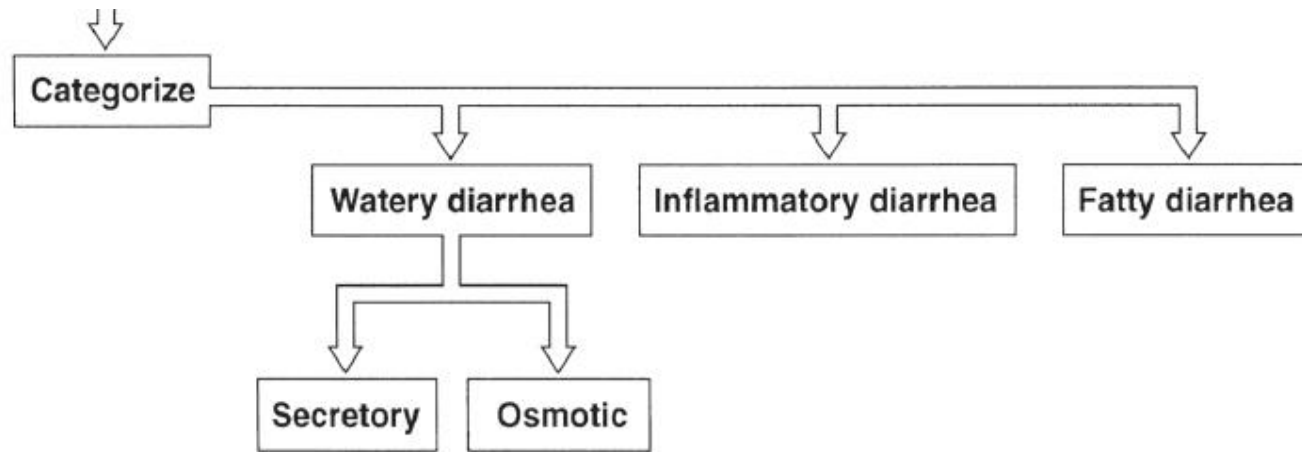 Categorize
Watery diarrhea
Inflammatory diarrhea
Fatty diarrhea
Secretory
Osmotic